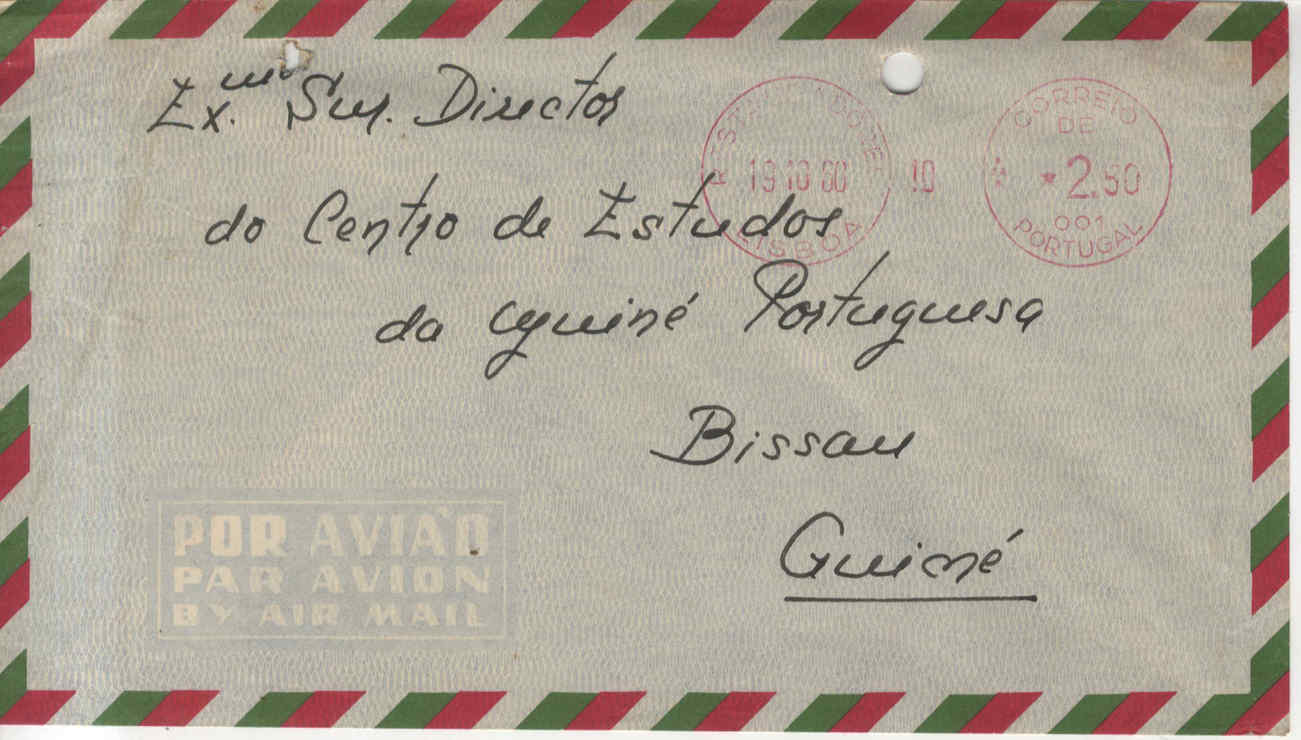 Ex.mo Snr. Director
do Centro de Estudos
da Guiné Portuguesa
Bissau
Guiné
LISBOA
19 10 60
10
CORREIO
DE
* 2.50
001
PORTUGAL
POR AVIÃO
PAR AVION
BY AIR MAIL